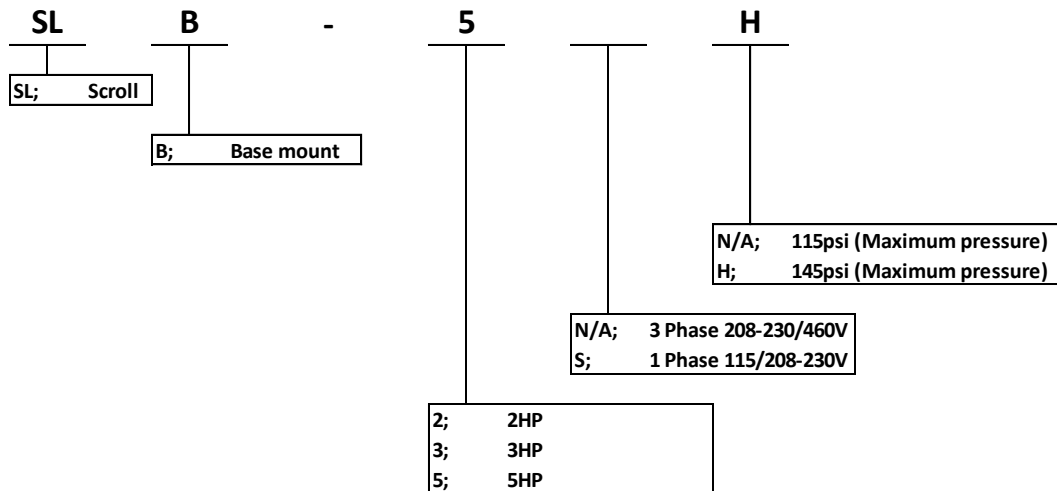 SL B - 5 H
SL; Scroll
B; Base mount
N/A; 115psi (Maximum pressure)
H; 145psi (Maximum pressure)
N/A; 3 Phase 208-230/460V
S; 1 Phase 115/208-230V
2; 2HP
3; 3HP
5; 5HP